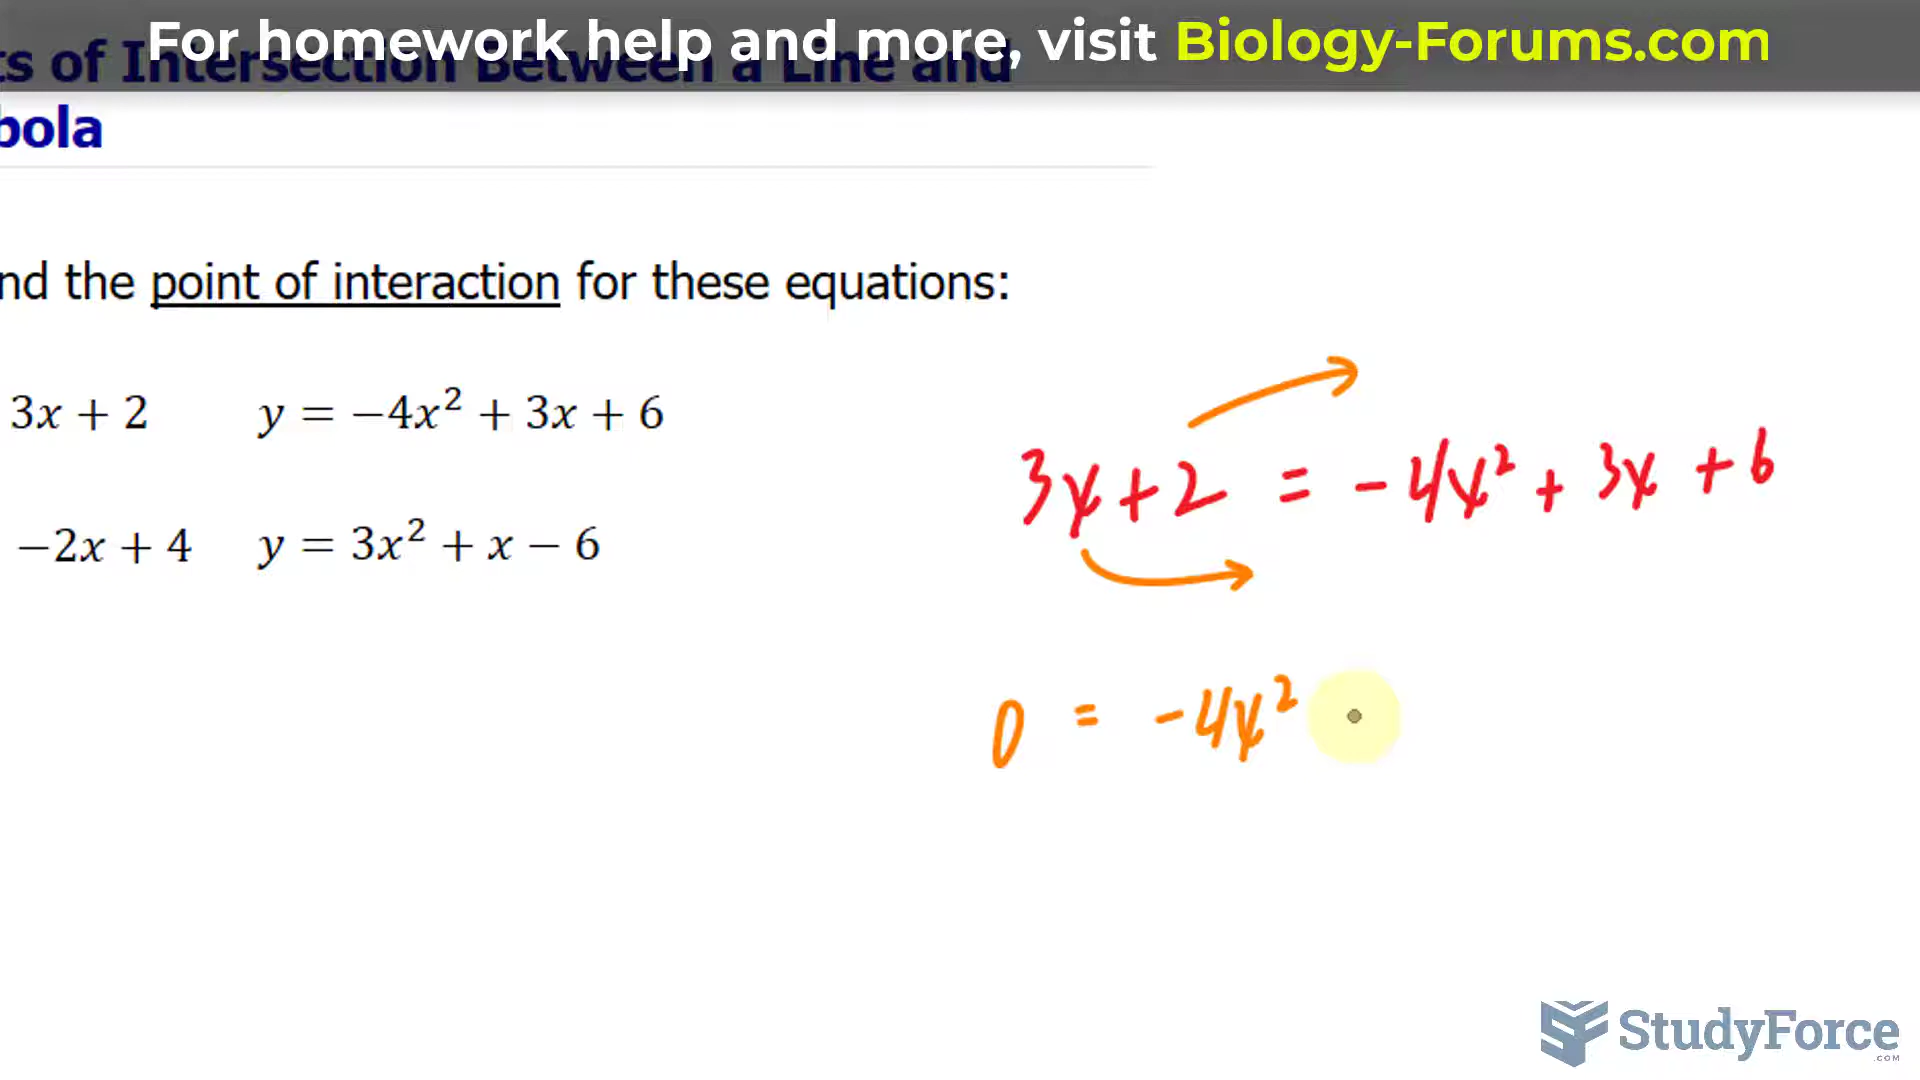 For homework help and more, visit Biology-Forums.com
ts of Intersection Between a Line and
bola
nd the point of interaction for these equations:
3x + 2 y = −4x² + 3x + 6
3x + 2 = - 4x² + 3x + 6
−2x + 4 y = 3x² + x − 6
0 = - 4x²
StudyForce
.COM